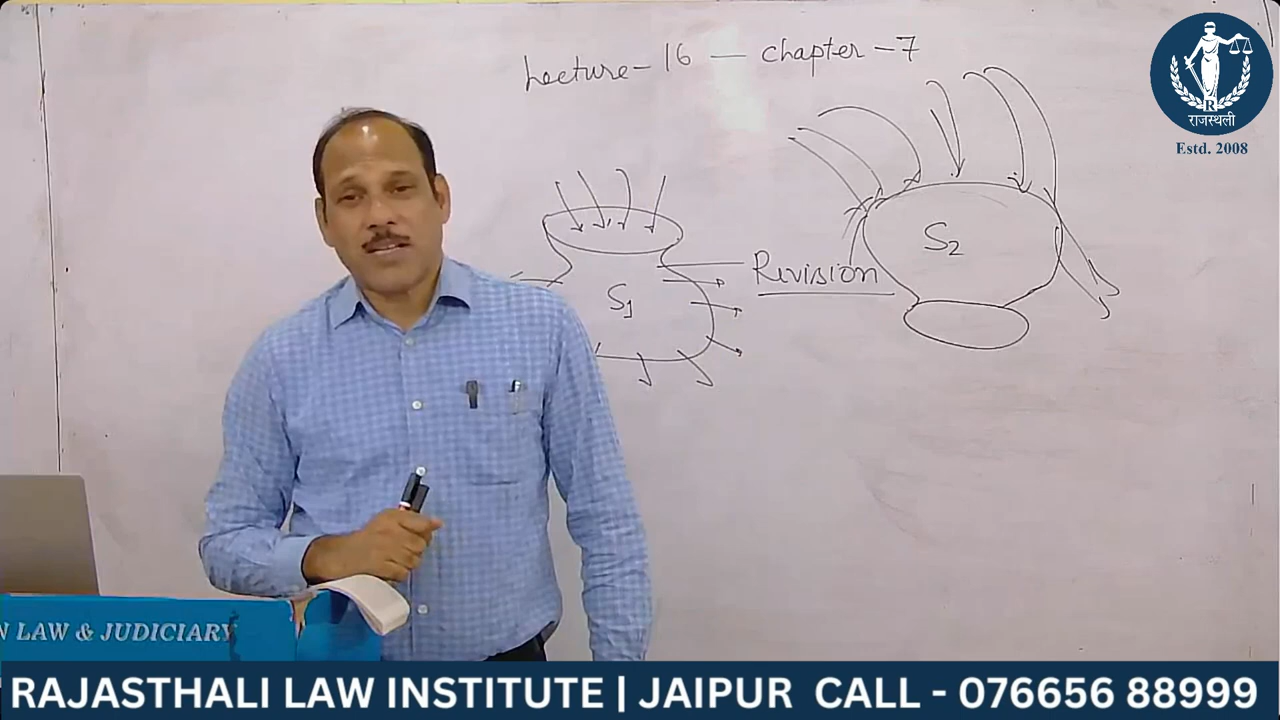 Lecture - 16 — chapter - 7
राजस्थली
Estd. 2008
S2
Revision
S1
N LAW & JUDICIARY
RAJASTHALI LAW INSTITUTE | JAIPUR CALL - 076656 88999